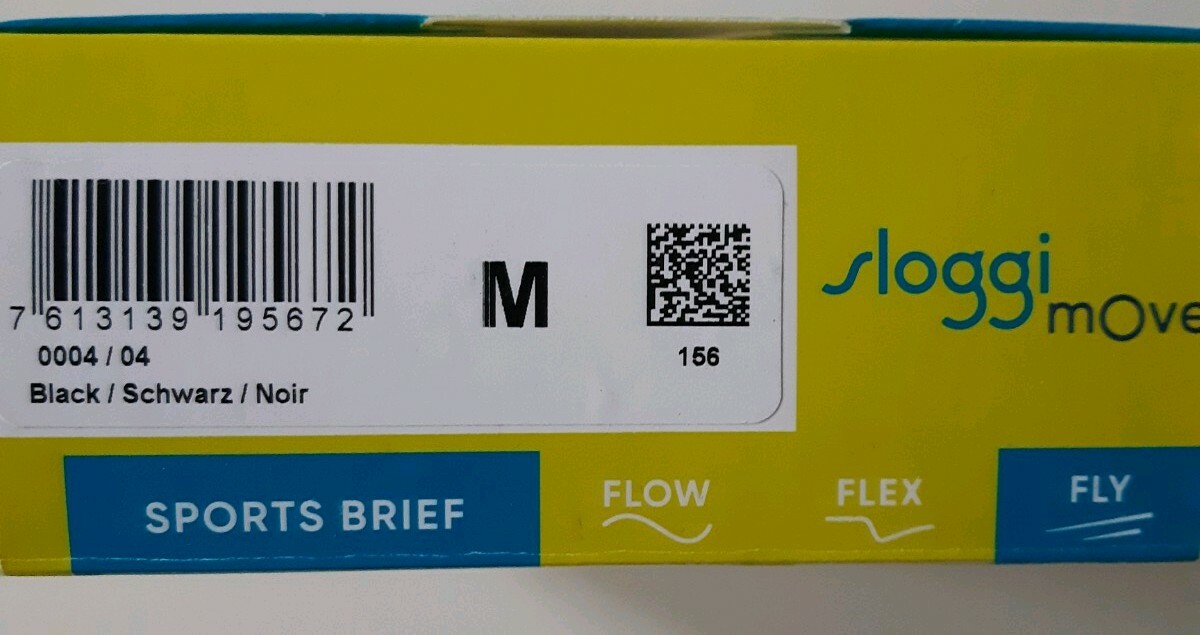 7 613139 195672
0004 / 04
Black / Schwarz / Noir
M
156
sloggi
mOve
SPORTS BRIEF
FLOW
FLEX
FLY